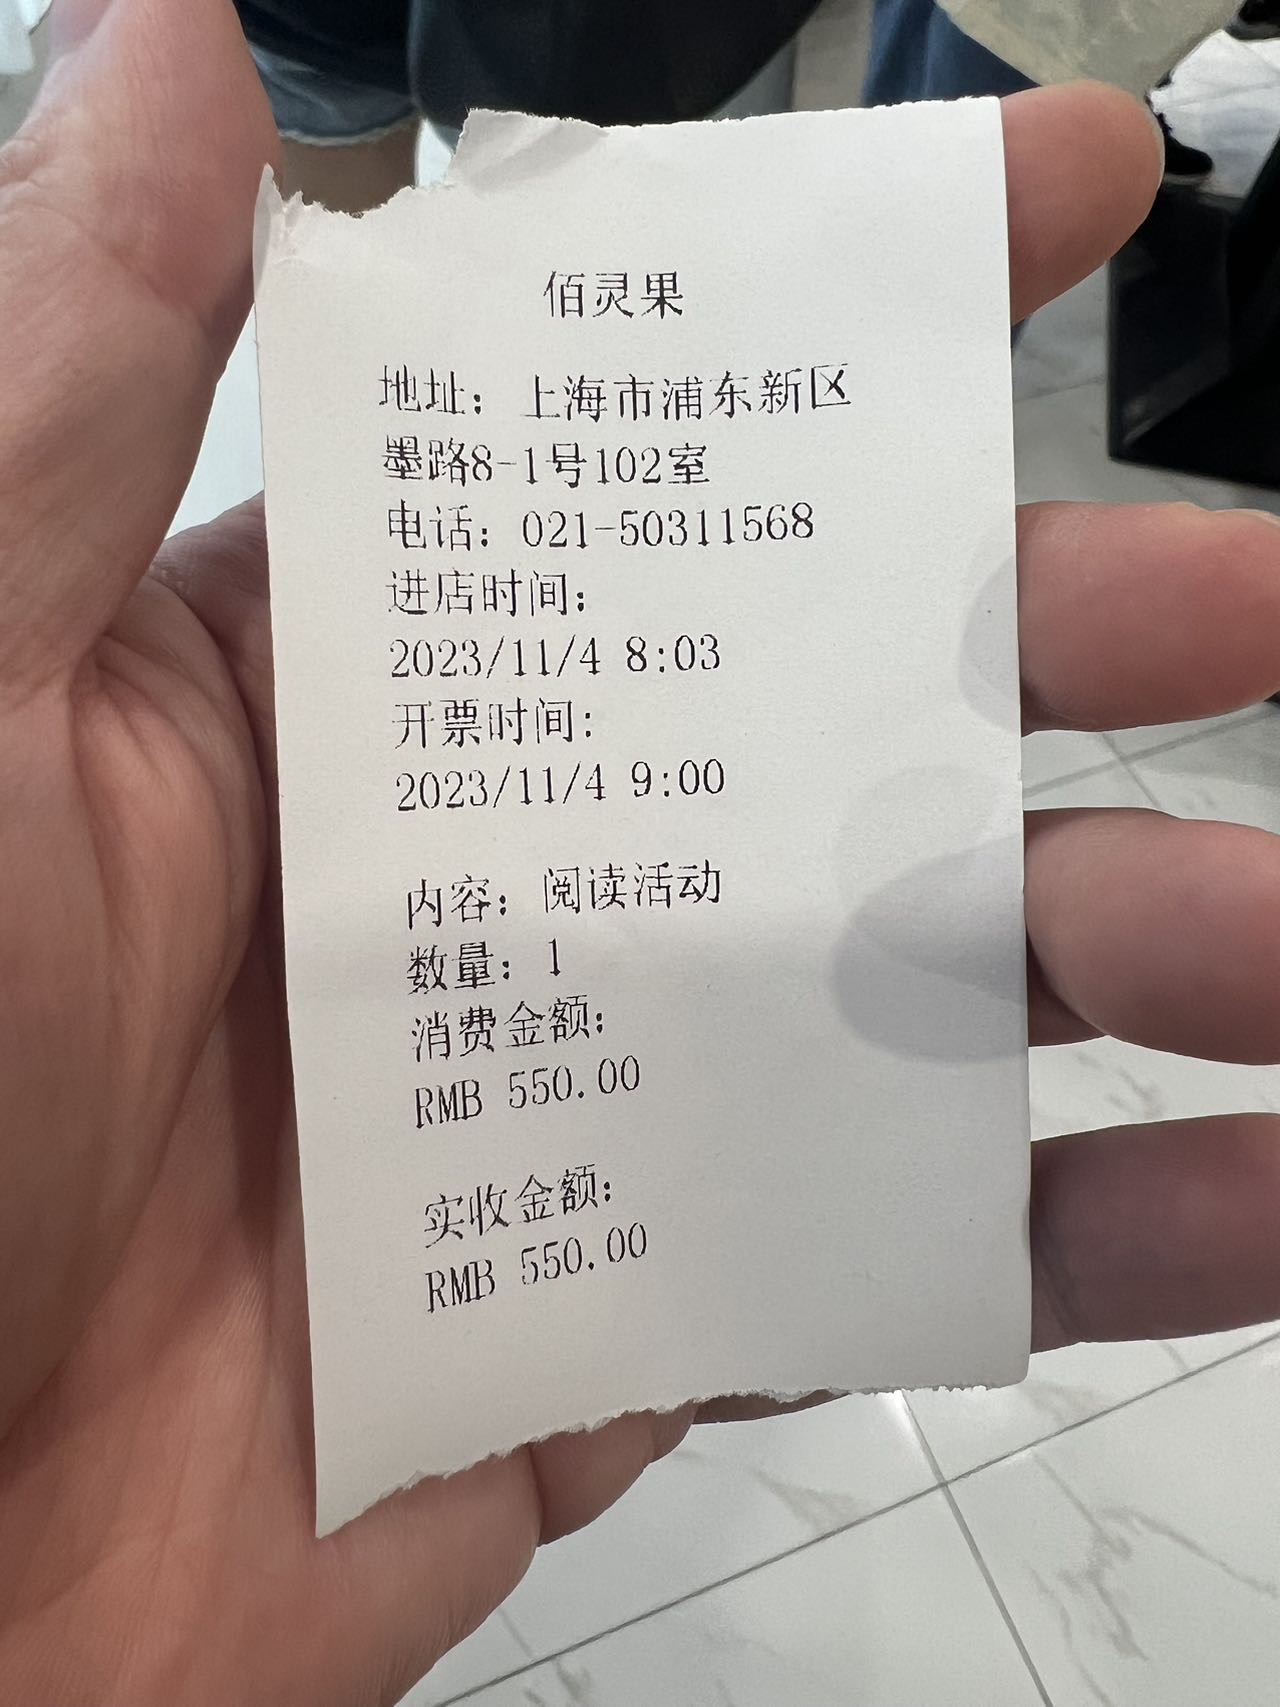 佰灵果
地址：上海市浦东新区
墨路8-1号102室
电话：021-50311568
进店时间：
2023/11/4 8:03
开票时间：
2023/11/4 9:00
内容：阅读活动
数量：1
消费金额：
RMB 550.00
实收金额：
RMB 550.00